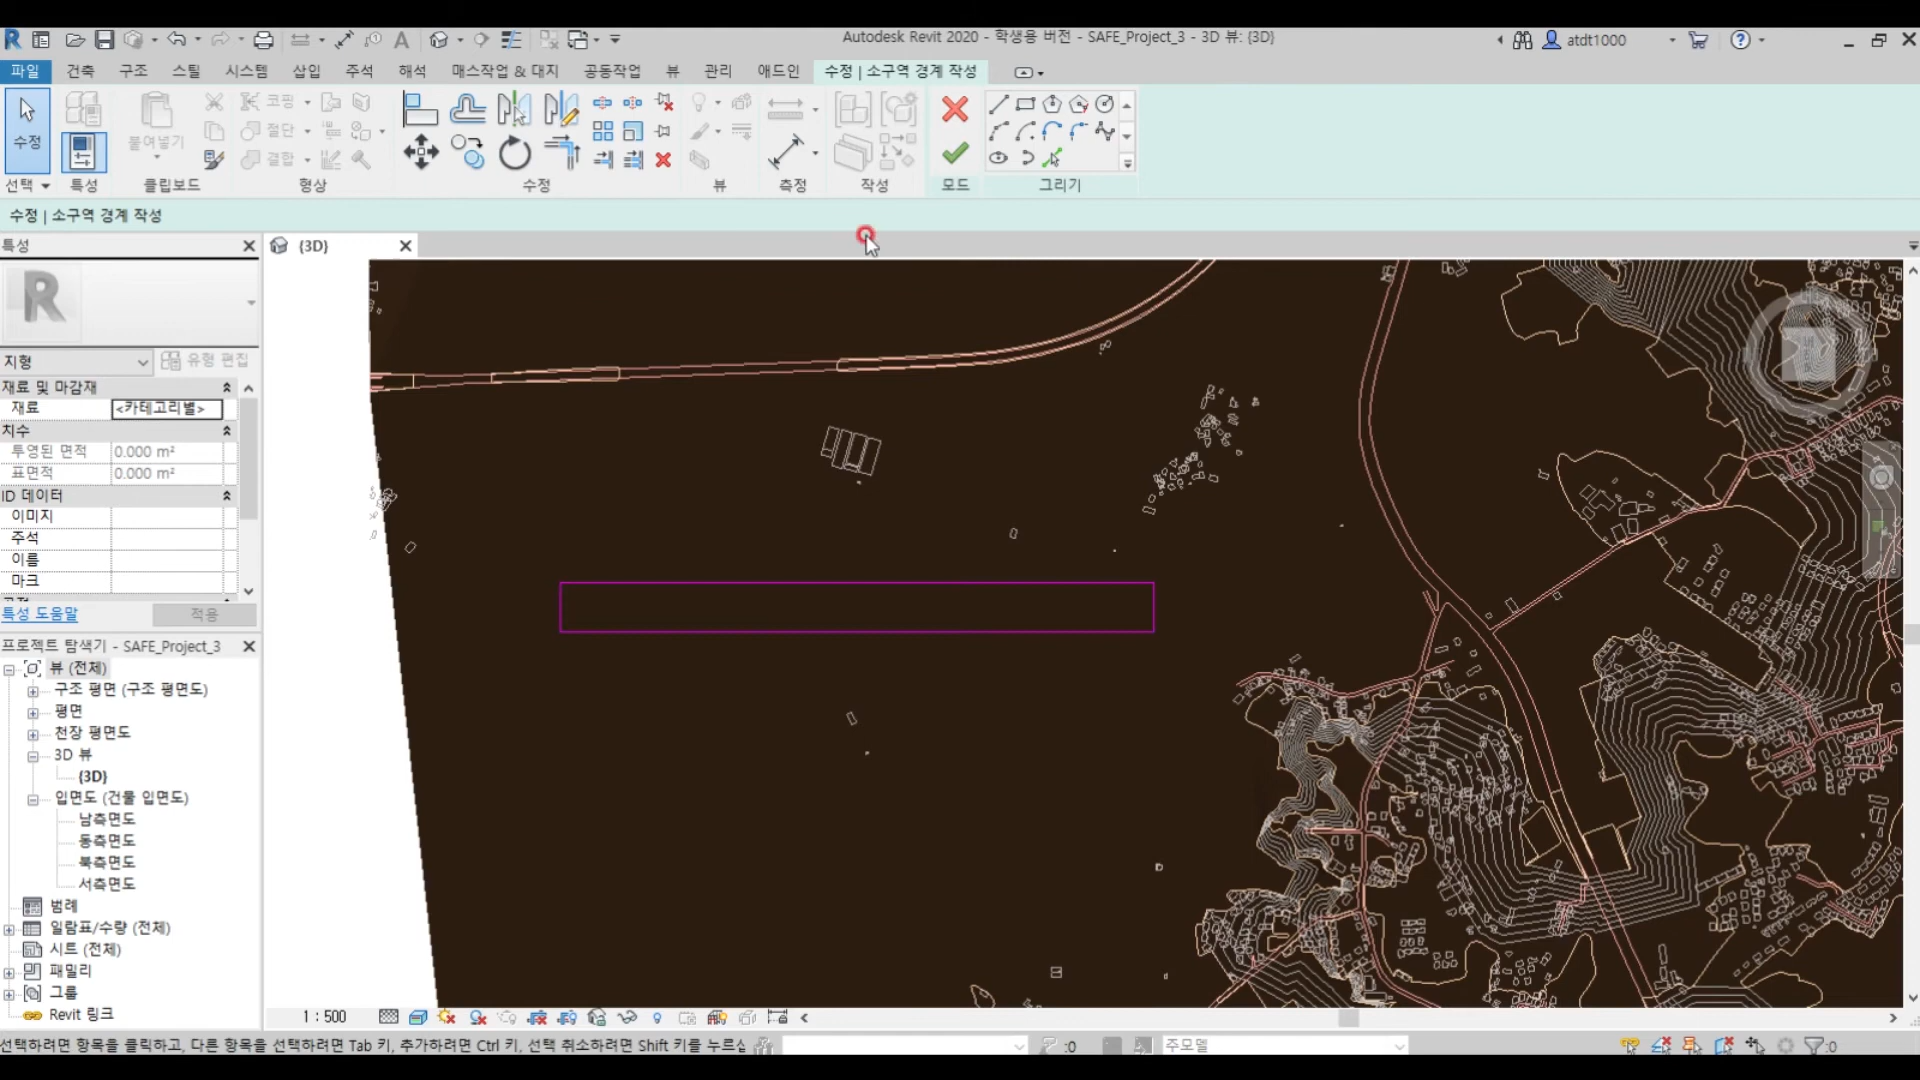 Autodesk Revit 2020 - 학생용 버전 - SAFE_Project_3 - 3D 뷰: {3D}
atdt1000
파일 건축 구조 스틸 시스템 삽입 주석 해석 매스작업 & 대지 공동작업 뷰 관리 애드인 수정 | 소구역 경계 작성
수정
붙여넣기
코핑
절단
결합
선택 특성 클립보드 형상 수정 뷰 측정 작성 모드 그리기
수정 | 소구역 경계 작성
특성
{3D}
지형
유형 편집
재료 및 마감재
재료 <카테고리별>
치수
투영된 면적 0.000 m²
표면적 0.000 m²
ID 데이터
이미지
주석
이름
마크
특성 도움말
적용
프로젝트 탐색기 - SAFE_Project_3
뷰 (전체)
구조 평면 (구조 평면도)
평면
천장 평면도
3D 뷰
{3D}
입면도 (건물 입면도)
남측면도
동측면도
북측면도
서측면도
범례
일람표/수량 (전체)
시트 (전체)
패밀리
그룹
Revit 링크
1 : 500
선택하려면 항목을 클릭하고, 다른 항목을 선택하려면 Tab 키, 추가하려면 Ctrl 키, 선택 취소하려면 Shift 키를 누르십
:0
주모델
:0